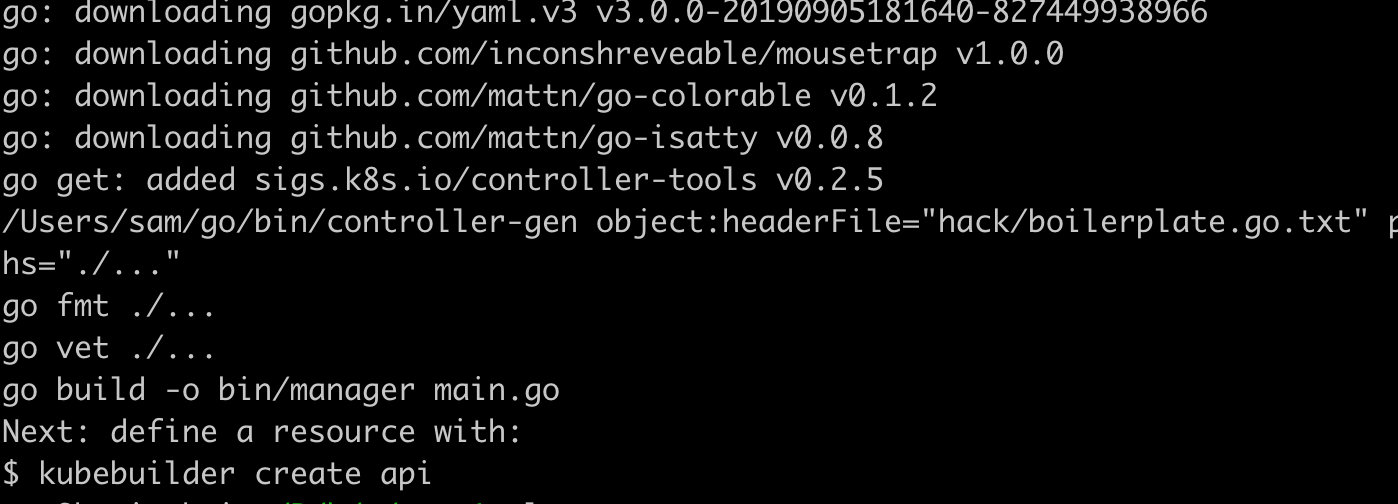 go: downloading gopkg.in/yaml.v3 v3.0.0-20190905181640-827449938966
go: downloading github.com/inconshreveable/mousetrap v1.0.0
go: downloading github.com/mattn/go-colorable v0.1.2
go: downloading github.com/mattn/go-isatty v0.0.8
go get: added sigs.k8s.io/controller-tools v0.2.5
/Users/sam/go/bin/controller-gen object:headerFile="hack/boilerplate.go.txt" p
hs="./..."
go fmt ./...
go vet ./...
go build -o bin/manager main.go
Next: define a resource with:
$ kubebuilder create api